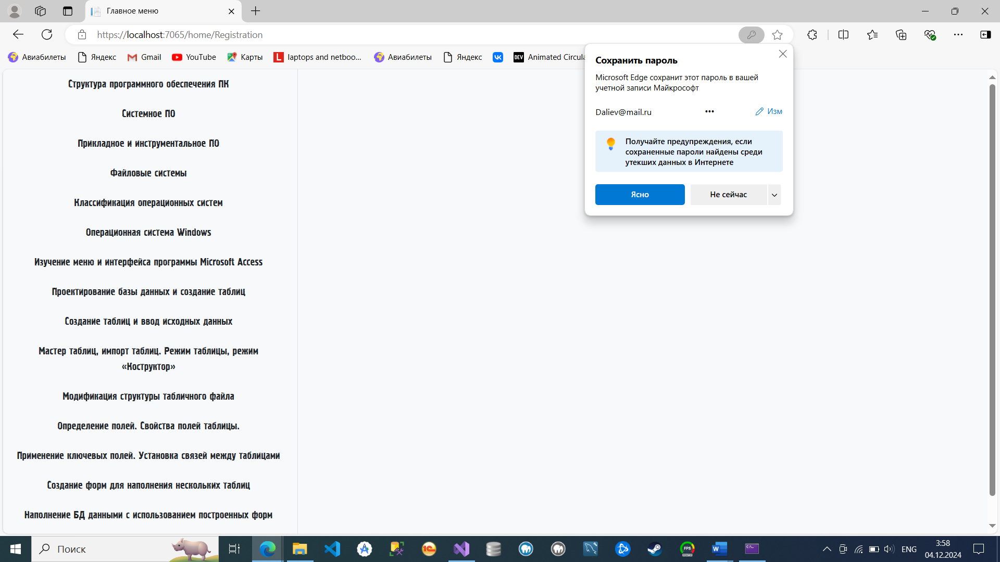 Главное меню
https://localhost:7065/home/Registration
Авиабилеты
Яндекс
Gmail
YouTube
Карты
L
laptops and netboo...
Авиабилеты
Яндекс
DEV
Animated Circula
Сохранить пароль
Microsoft Edge сохранит этот пароль в вашей
учетной записи Майкрософт
Daliev@mail.ru
•••
Изм
Получайте предупреждения, если
сохраненные пароли найдены среди
утекших данных в Интернете
Ясно
Не сейчас
Структура программного обеспечения ПК
Системное ПО
Прикладное и инструментальное ПО
Файловые системы
Классификация операционных систем
Операционная система Windows
Изучение меню и интерфейса программы Microsoft Access
Проектирование базы данных и создание таблиц
Создание таблиц и ввод исходных данных
Мастер таблиц, импорт таблиц. Режим таблицы, режим
«Коструктор»
Модификация структуры табличного файла
Определение полей. Свойства полей таблицы.
Применение ключевых полей. Установка связей между таблицами
Создание форм для наполнения нескольких таблиц
Наполнение БД данными с использованием построенных форм
Поиск
1С
FPS
W
ENG
3:58
04.12.2024